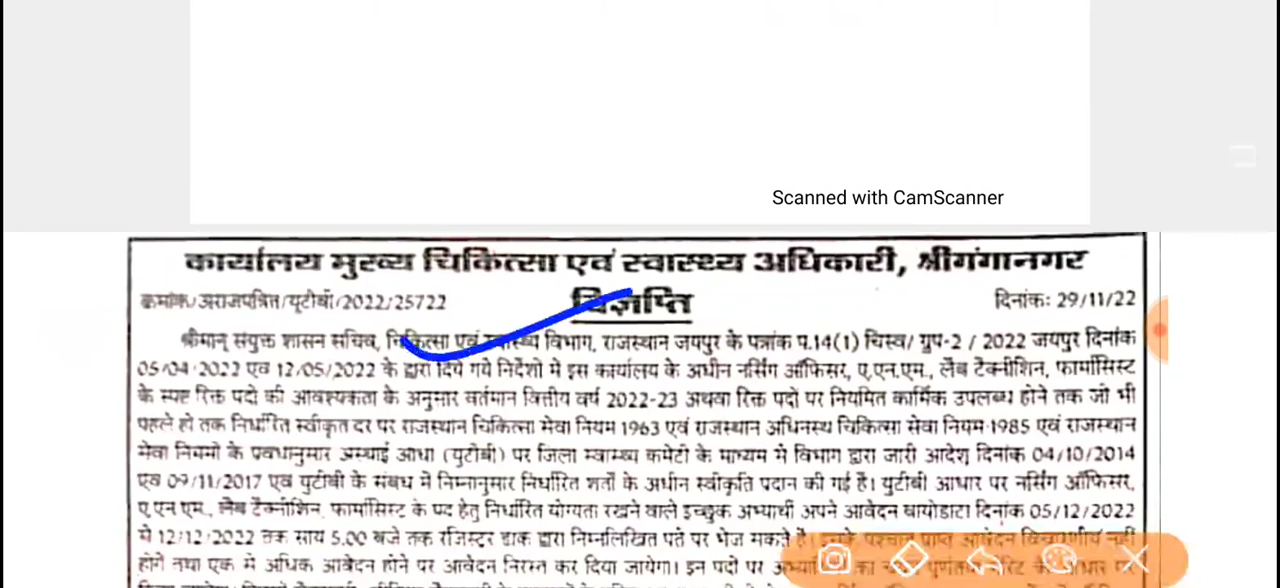 Scanned with CamScanner
कार्यालय मुख्य चिकित्सा एवं स्वास्थ्य अधिकारी, श्रीगंगानगर
क्रमांक/अराजपत्रित/यूटीबी/2022/25722 विज्ञप्ति दिनांकः 29/11/22
श्रीमान् संयुक्त शासन सचिव, चिकित्सा एवं स्वास्थ्य विभाग, राजस्थान जयपुर के पत्रांक प.14(1) चिस्व/ ग्रुप-2 / 2022 जयपुर दिनांक
05/04/2022 एवं 12/05/2022 के द्वारा दिये गये निर्देशो में इस कार्यालय के अधीन नर्सिंग ऑफिसर, ए.एन.एम., लैब टैक्नीशिन, फार्मासिस्ट
के स्पष्ट रिक्त पदो की आवश्यकता के अनुसार वर्तमान वित्तीय वर्ष 2022-23 अथवा रिक्त पदों पर नियमित कार्मिक उपलब्ध होने तक जो भी
पहले हो तक निर्धारित स्वीकृत दर पर राजस्थान चिकित्सा सेवा नियम 1963 एवं राजस्थान अधिनस्थ चिकित्सा सेवा नियम-1985 एवं राजस्थान
सेवा नियमों के प्रवधानुसार अस्थाई आधा (यूटीबी) पर जिला स्वास्थ्य कमेटी के माध्यम से विभाग द्वारा जारी आदेश दिनांक 04/10/2014
एवं 09/11/2017 एवं यूटीबी के संबध में निम्नानुसार निर्धारित शर्तो के अधीन स्वीकृति प्रदान की गई है। यूटीबी आधार पर नर्सिंग ऑफिसर,
ए.एन.एम., लैब टैक्नीशिन, फार्मासिस्ट के पद हेतु निर्धारित योग्यता रखने वाले इच्छुक अभ्यार्थी अपने आवेदन बायोडाटा दिनांक 05/12/2022
से 12/12/2022 तक सांय 5.00 बजे तक रजिस्टर डाक द्वारा निम्नलिखित पते पर भेज सकते है। इसके पश्चात प्राप्त आवेदन विचारणीय नहीं
होंगे तथा एक से अधिक आवेदन होने पर आवेदन निरस्त कर दिया जायेगा। इन पदों पर